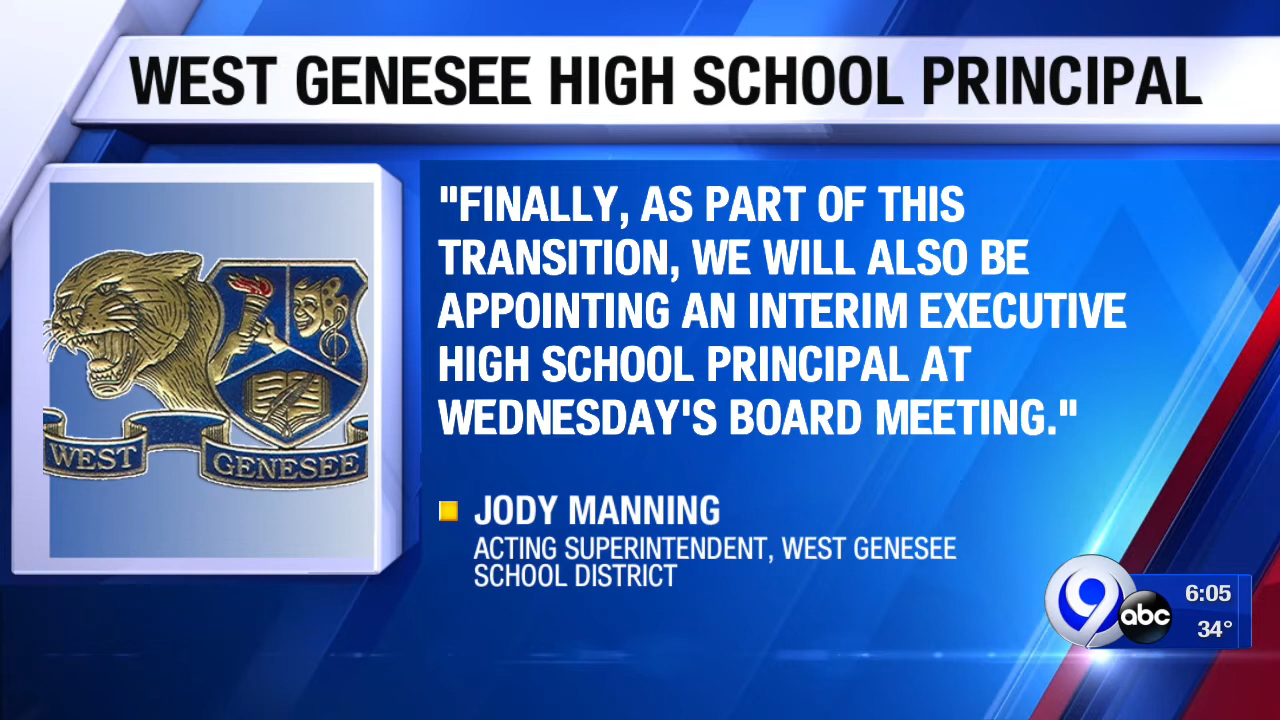 WEST GENESEE HIGH SCHOOL PRINCIPAL
"FINALLY, AS PART OF THIS
TRANSITION, WE WILL ALSO BE
APPOINTING AN INTERIM EXECUTIVE
HIGH SCHOOL PRINCIPAL AT
WEDNESDAY'S BOARD MEETING."
WEST GENESEE
JODY MANNING
ACTING SUPERINTENDENT, WEST GENESEE
SCHOOL DISTRICT
9 abc
6:05
34°